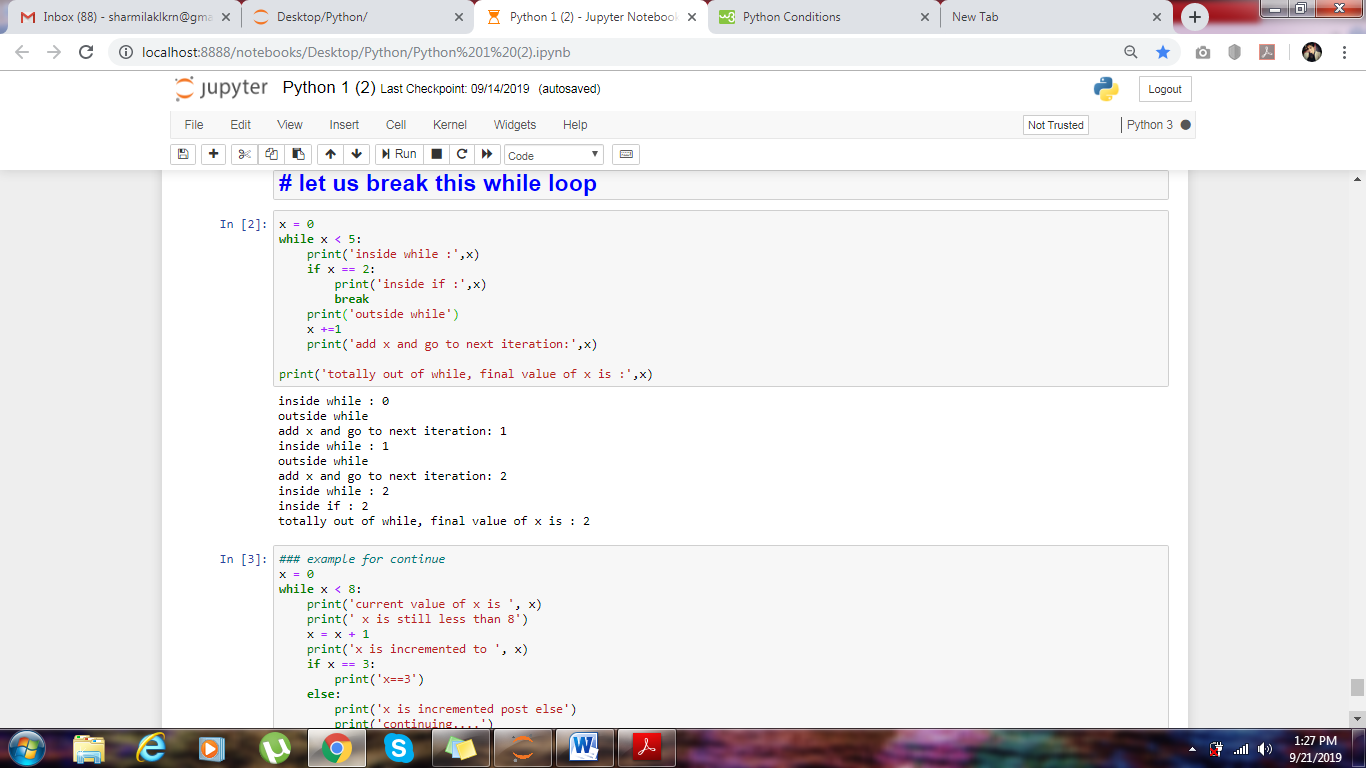 Inbox (88) - sharmilaklkrn@gma
Desktop/Python/
Python 1 (2) - Jupyter Notebook
Python Conditions
New Tab
localhost:8888/notebooks/Desktop/Python/Python%201%20(2).ipynb
jupyter Python 1 (2) Last Checkpoint: 09/14/2019 (autosaved)
Logout
File Edit View Insert Cell Kernel Widgets Help
Not Trusted
Python 3
Run
Code
# let us break this while loop
In [2]:
x = 0
while x < 5:
    print('inside while :',x)
    if x == 2:
        print('inside if :',x)
        break
    print('outside while')
    x +=1
    print('add x and go to next iteration:',x)
print('totally out of while, final value of x is :',x)
inside while : 0
outside while
add x and go to next iteration: 1
inside while : 1
outside while
add x and go to next iteration: 2
inside while : 2
inside if : 2
totally out of while, final value of x is : 2
In [3]:
### example for continue
x = 0
while x < 8:
    print('current value of x is ', x)
    print(' x is still less than 8')
    x = x + 1
    print('x is incremented to ', x)
    if x == 3:
        print('x==3')
    else:
        print('x is incremented post else')
        print('continuing....')
1:27 PM
9/21/2019